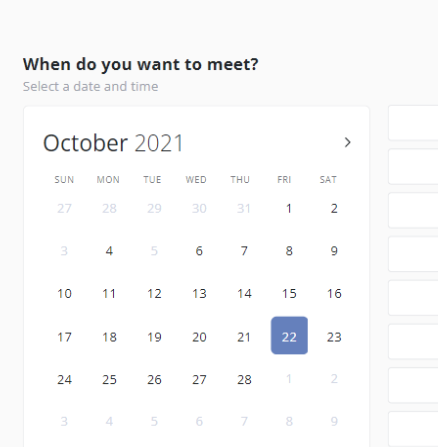 When do you want to meet?
Select a date and time
October 2021
SUN MON TUE WED THU FRI SAT
27 28 29 30 31 1 2
3 4 5 6 7 8 9
10 11 12 13 14 15 16
17 18 19 20 21 22 23
24 25 26 27 28 1 2
3 4 5 6 7 8 9